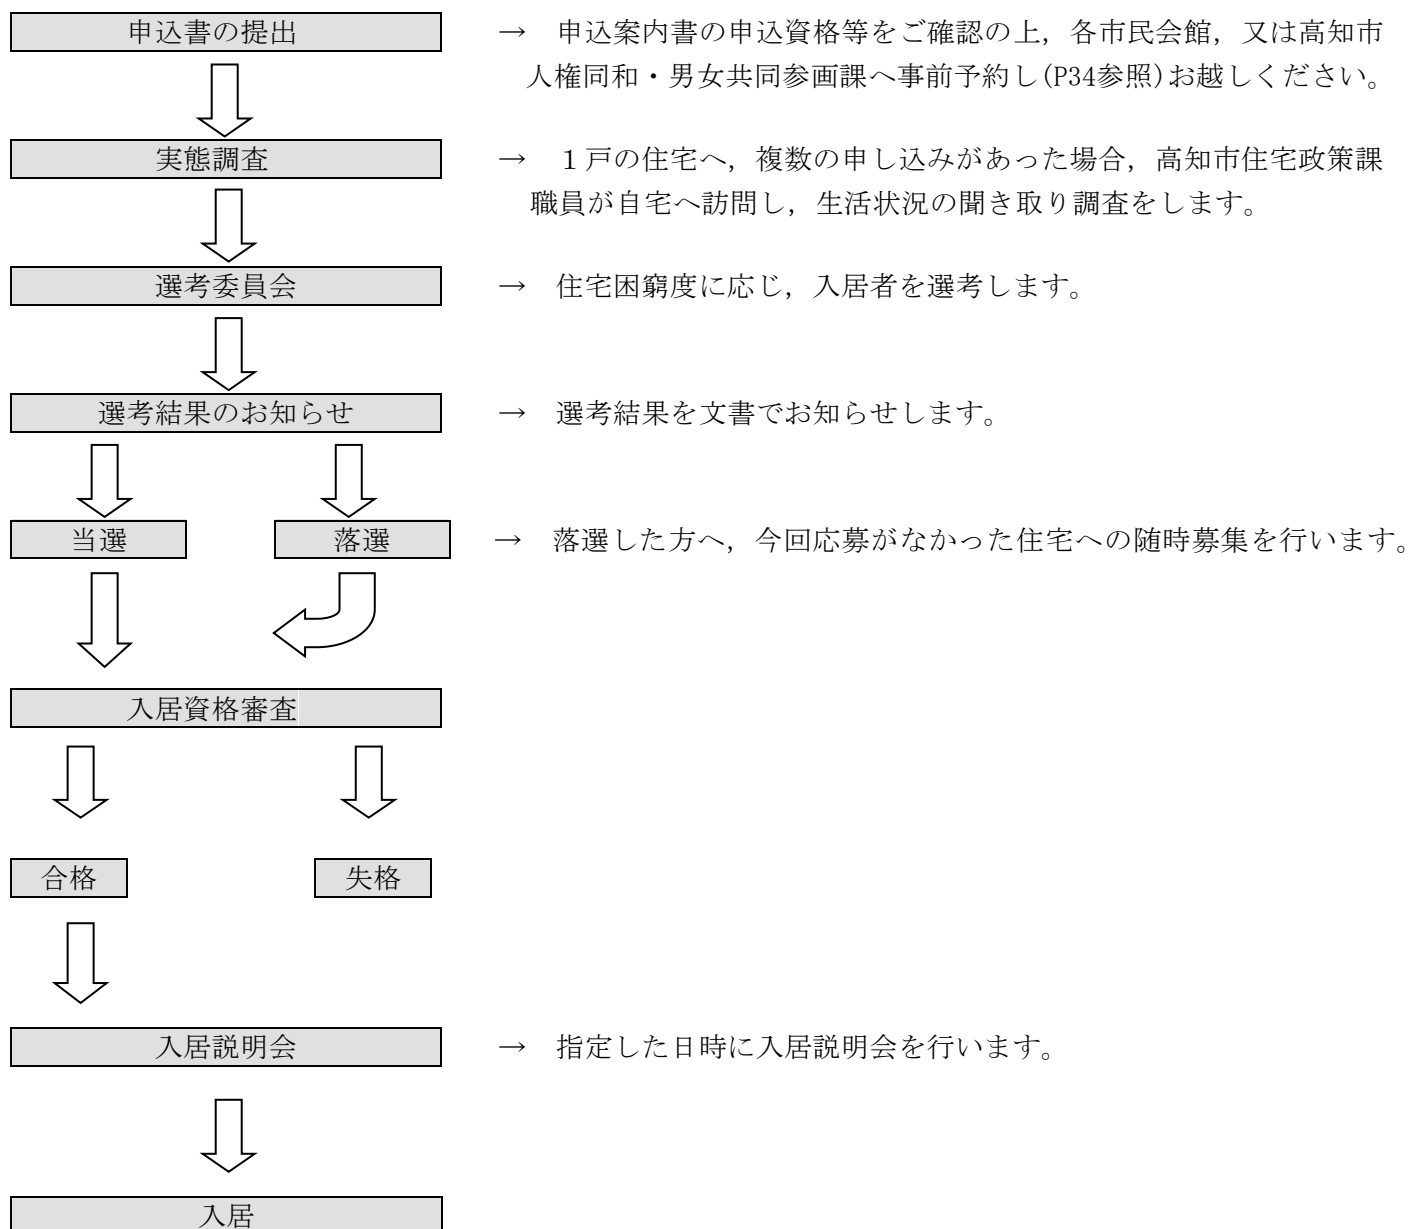 申込書の提出
→ 申込案内書の申込資格等をご確認の上，各市民会館，又は高知市
人権同和・男女共同参画課へ事前予約し(P34参照)お越しください。
実態調査
→ １戸の住宅へ，複数の申し込みがあった場合，高知市住宅政策課
職員が自宅へ訪問し，生活状況の聞き取り調査をします。
選考委員会
→ 住宅困窮度に応じ，入居者を選考します。
選考結果のお知らせ
→ 選考結果を文書でお知らせします。
当選
落選
→ 落選した方へ，今回応募がなかった住宅への随時募集を行います。
入居資格審査
合格
失格
入居説明会
→ 指定した日時に入居説明会を行います。
入居